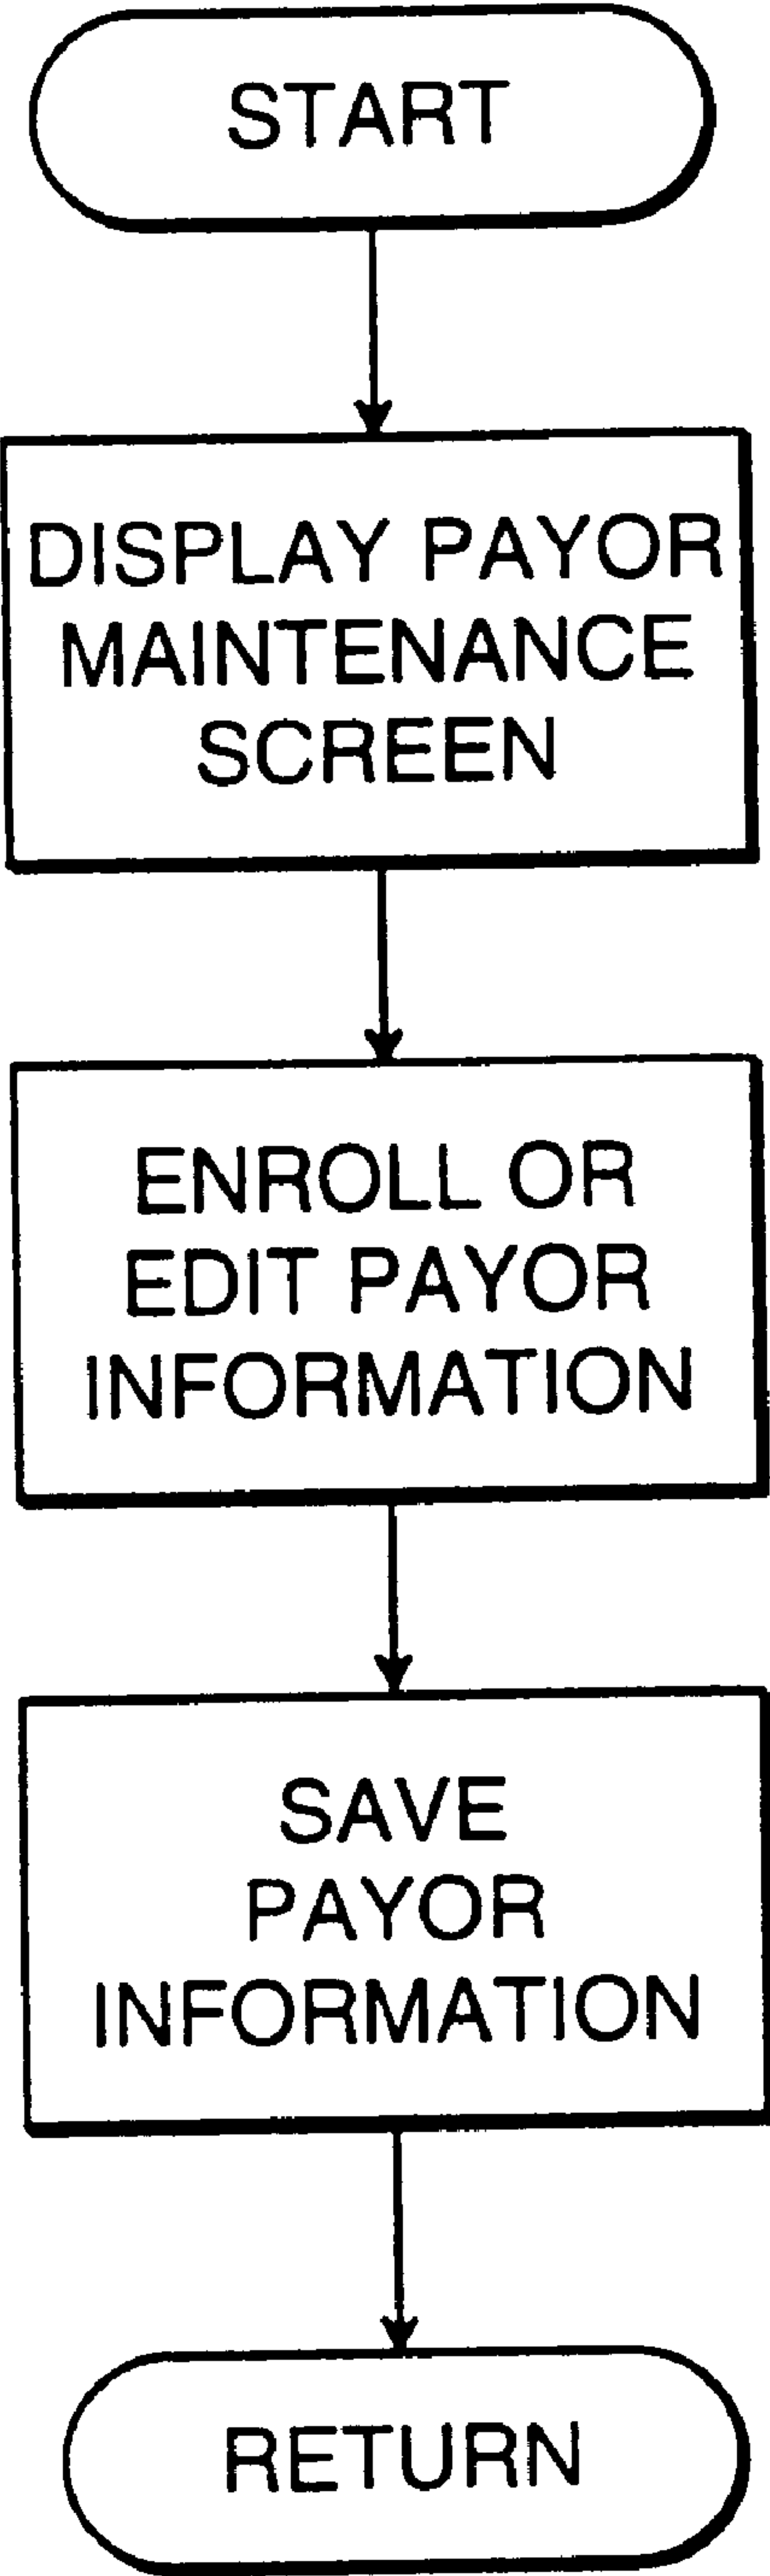 START
DISPLAY PAYOR
MAINTENANCE
SCREEN
ENROLL OR
EDIT PAYOR
INFORMATION
SAVE
PAYOR
INFORMATION
RETURN